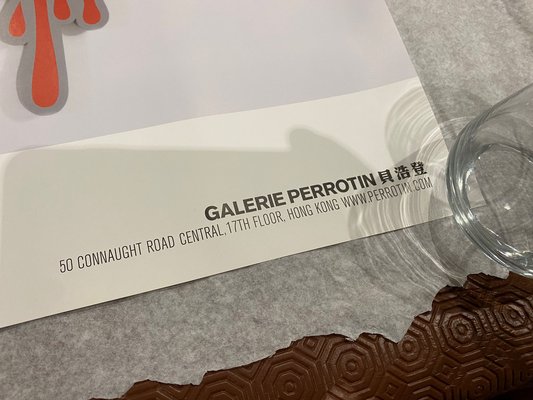 GALERIE PERROTIN 貝浩登
50 CONNAUGHT ROAD CENTRAL, 17TH FLOOR, HONG KONG WWW.PERROTIN.COM